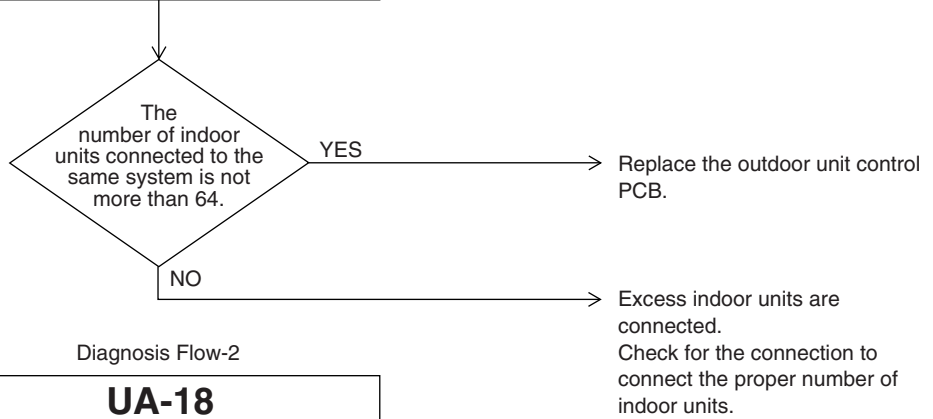 The
number of indoor
units connected to the
same system is not
more than 64.
YES
Replace the outdoor unit control
PCB.
NO
Excess indoor units are
connected.
Check for the connection to
connect the proper number of
indoor units.
Diagnosis Flow-2
UA-18